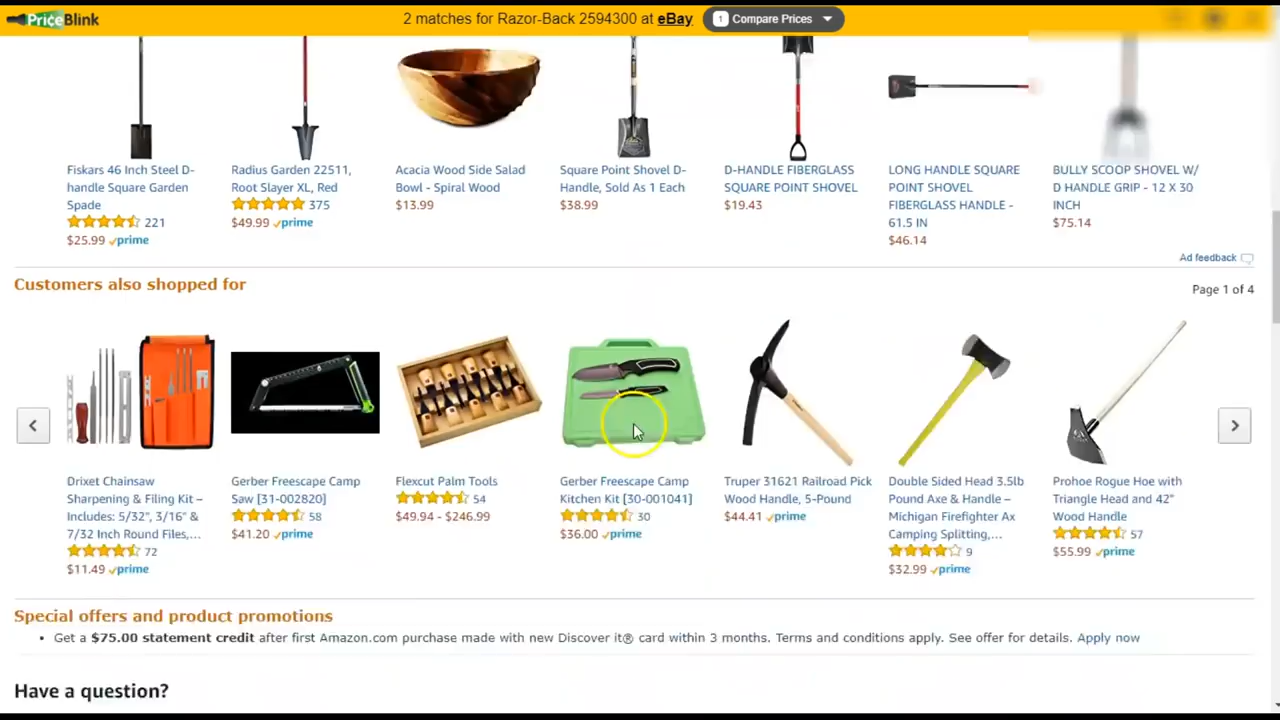 PriceBlink
2 matches for Razor-Back 2594300 at eBay
1 Compare Prices
Fiskars 46 Inch Steel D-
handle Square Garden
Spade
221
$25.99 prime
Radius Garden 22511,
Root Slayer XL, Red
375
$49.99 prime
Acacia Wood Side Salad
Bowl - Spiral Wood
$13.99
Square Point Shovel D-
Handle, Sold As 1 Each
$38.99
D-HANDLE FIBERGLASS
SQUARE POINT SHOVEL
$19.43
LONG HANDLE SQUARE
POINT SHOVEL
FIBERGLASS HANDLE -
61.5 IN
$46.14
BULLY SCOOP SHOVEL W/
D HANDLE GRIP - 12 X 30
INCH
$75.14
Ad feedback
Customers also shopped for
Page 1 of 4
Drixet Chainsaw
Sharpening & Filing Kit –
Includes: 5/32", 3/16" &
7/32 Inch Round Files,...
72
$11.49 prime
Gerber Freescape Camp
Saw [31-002820]
58
$41.20 prime
Flexcut Palm Tools
54
$49.94 - $246.99
Gerber Freescape Camp
Kitchen Kit [30-001041]
30
$36.00 prime
Truper 31621 Railroad Pick
Wood Handle, 5-Pound
$44.41 prime
Double Sided Head 3.5lb
Pound Axe & Handle –
Michigan Firefighter Ax
Camping Splitting,...
9
$32.99 prime
Prohoe Rogue Hoe with
Triangle Head and 42"
Wood Handle
57
$55.99 prime
Special offers and product promotions
• Get a $75.00 statement credit after first Amazon.com purchase made with new Discover it® card within 3 months. Terms and conditions apply. See offer for details. Apply now
Have a question?